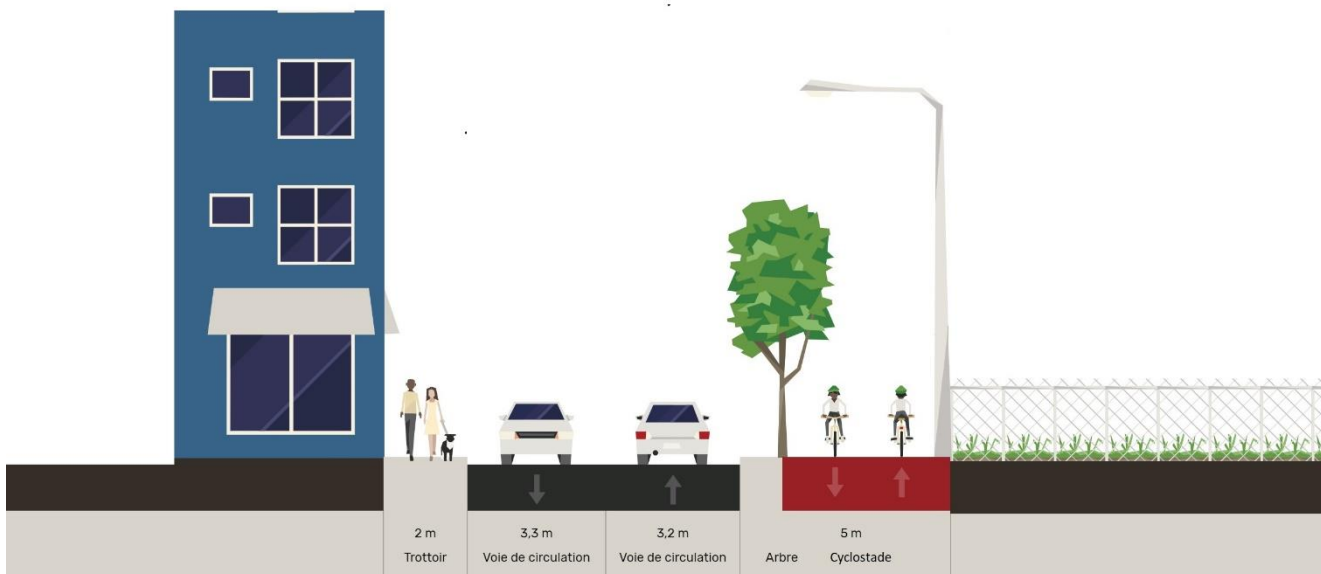 2 m
Trottoir
3,3 m
Voie de circulation
3,2 m
Voie de circulation
5 m
Arbre Cyclostade